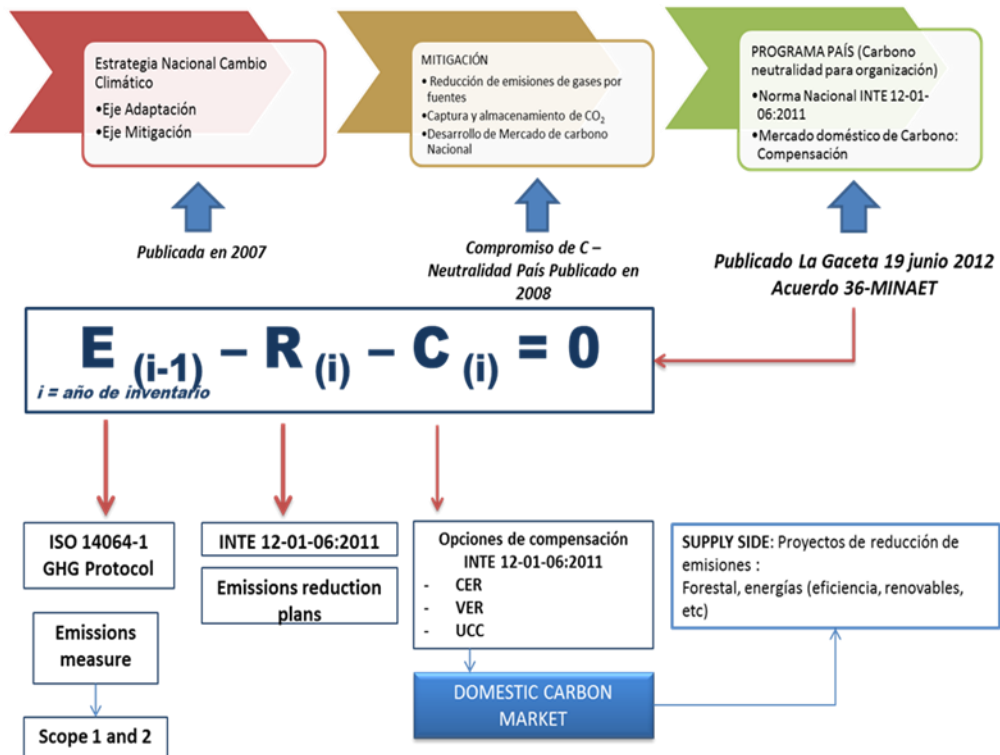 Estrategia Nacional Cambio
Climático
•Eje Adaptación
•Eje Mitigación
MITIGACIÓN
• Reducción de emisiones de gases por
fuentes
•Captura y almacenamiento de CO₂
•Desarrollo de Mercado de carbono
Nacional
PROGRAMA PAÍS (Carbono
neutralidad para organización)
•Norma Nacional INTE 12-01-
06:2011
•Mercado doméstico de Carbono:
Compensación
Publicada en 2007
Compromiso de C –
Neutralidad País Publicado en
2008
Publicado La Gaceta 19 junio 2012
Acuerdo 36-MINAET
E (i-1) – R (i) – C (i) = 0
i = año de inventario
ISO 14064-1
GHG Protocol
Emissions
measure
Scope 1 and 2
INTE 12-01-06:2011
Emissions reduction
plans
Opciones de compensación
INTE 12-01-06:2011
- CER
- VER
- UCC
DOMESTIC CARBON
MARKET
SUPPLY SIDE: Proyectos de reducción de
emisiones :
Forestal, energías (eficiencia, renovables,
etc)